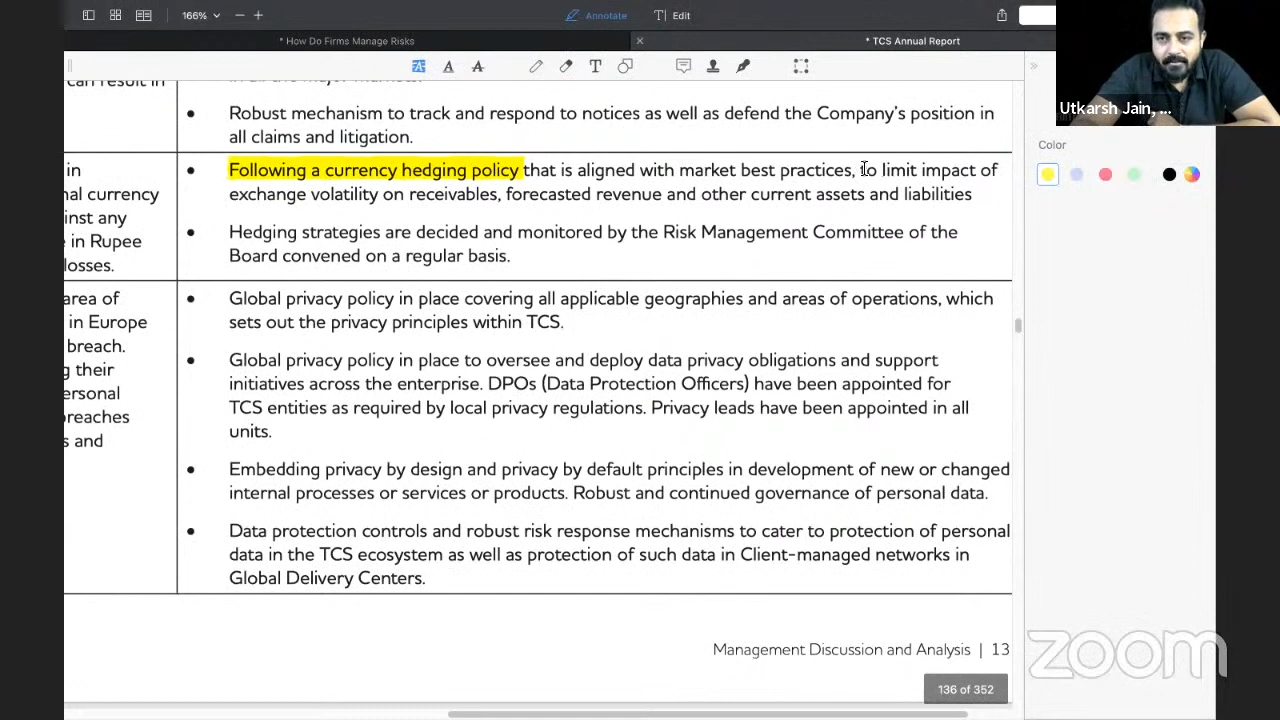 166%
Annotate
Edit
* How Do Firms Manage Risks
* TCS Annual Report
Utkarsh Jain, ...
Color
can result in
• Robust mechanism to track and respond to notices as well as defend the Company's position in
all claims and litigation.
in
nal currency
inst any
e in Rupee
losses.
• Following a currency hedging policy that is aligned with market best practices, to limit impact of
exchange volatility on receivables, forecasted revenue and other current assets and liabilities
• Hedging strategies are decided and monitored by the Risk Management Committee of the
Board convened on a regular basis.
area of
in Europe
breach.
g their
ersonal
reaches
s and
• Global privacy policy in place covering all applicable geographies and areas of operations, which
sets out the privacy principles within TCS.
• Global privacy policy in place to oversee and deploy data privacy obligations and support
initiatives across the enterprise. DPOs (Data Protection Officers) have been appointed for
TCS entities as required by local privacy regulations. Privacy leads have been appointed in all
units.
• Embedding privacy by design and privacy by default principles in development of new or changed
internal processes or services or products. Robust and continued governance of personal data.
• Data protection controls and robust risk response mechanisms to cater to protection of personal
data in the TCS ecosystem as well as protection of such data in Client-managed networks in
Global Delivery Centers.
Management Discussion and Analysis | 13
136 of 352
zoom